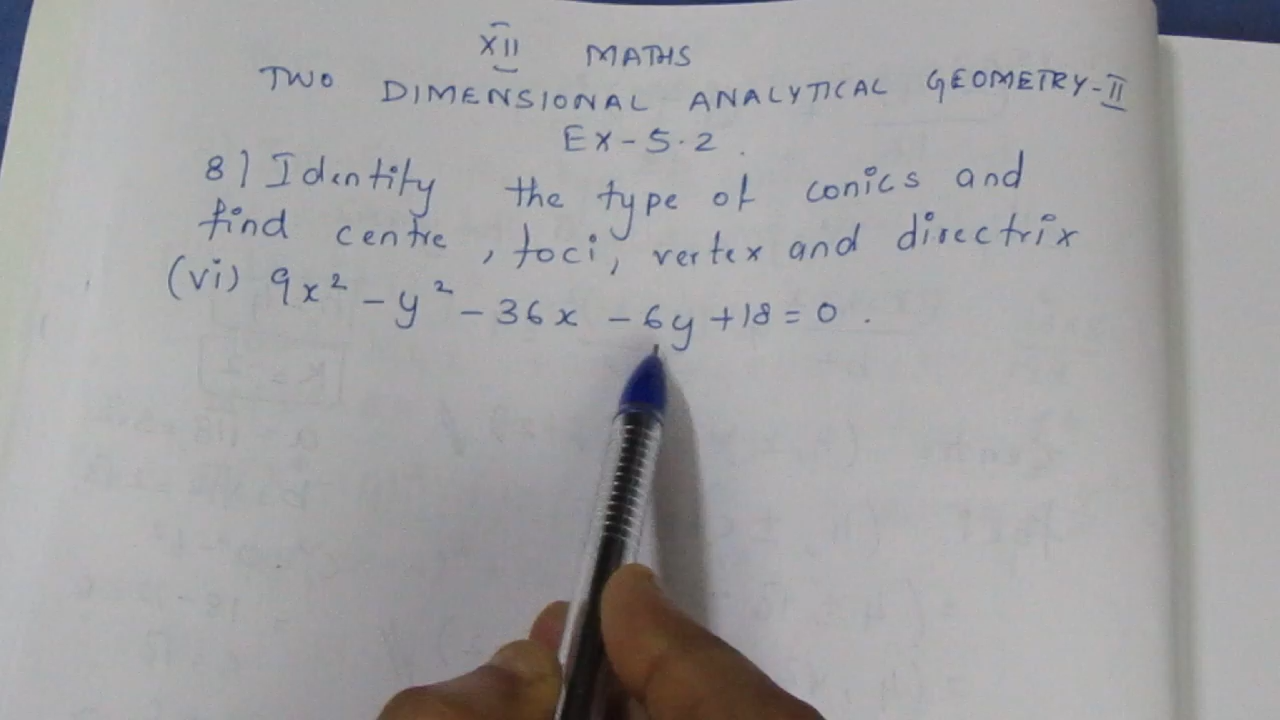 XII MATHS
TWO DIMENSIONAL ANALYTICAL GEOMETRY-II
EX-5.2.
8) Identify the type of conics and
find centre, foci, vertex and directrix
(vi) 9x² - y² - 36x - 6y + 18 = 0.